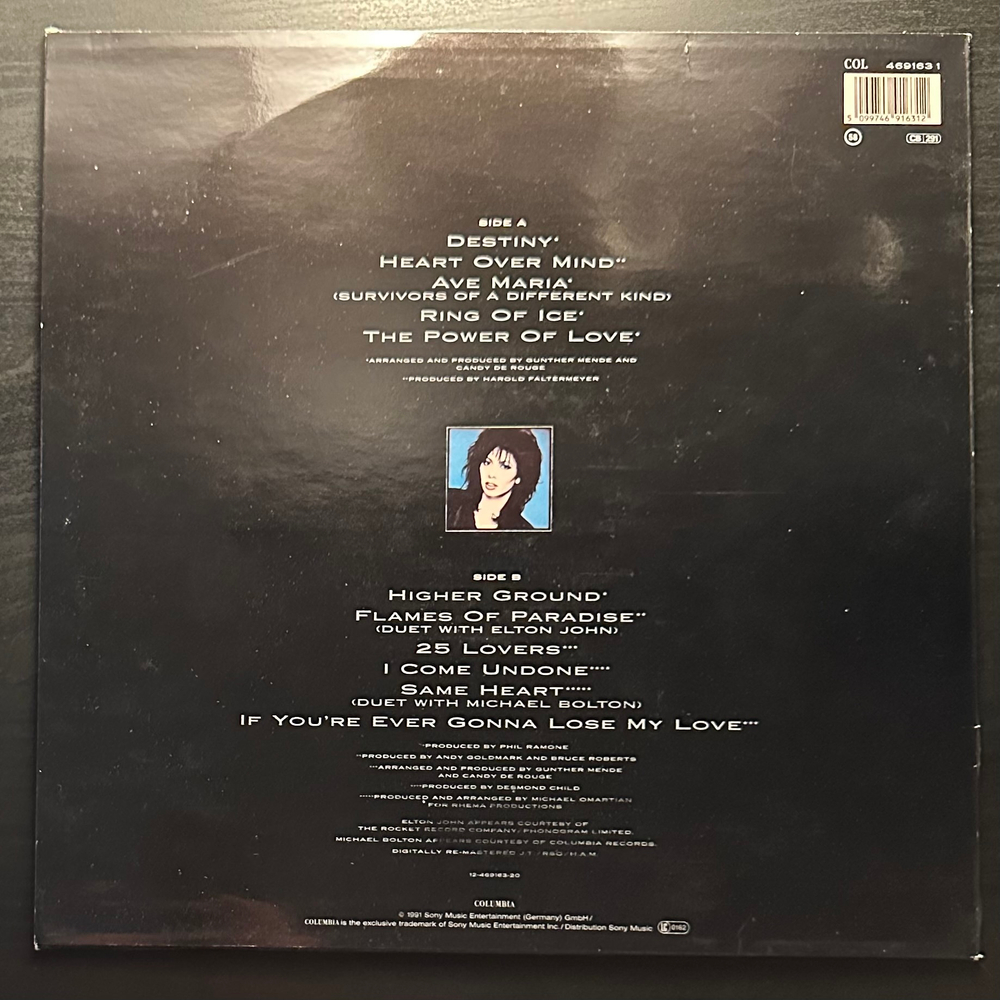 COL 469163 1
5 099746 916312
58 CB 291
SIDE A
DESTINY*
HEART OVER MIND**
AVE MARIA*
(SURVIVORS OF A DIFFERENT KIND)
RING OF ICE*
THE POWER OF LOVE*
*ARRANGED AND PRODUCED BY GUNTHER MENDE AND
CANDY DE ROUGE
**PRODUCED BY HAROLD FALTERMEYER
SIDE B
HIGHER GROUND*
FLAMES OF PARADISE**
(DUET WITH ELTON JOHN)
25 LOVERS***
I COME UNDONE****
SAME HEART*****
(DUET WITH MICHAEL BOLTON)
IF YOU'RE EVER GONNA LOSE MY LOVE***
*PRODUCED BY PHIL RAMONE
**PRODUCED BY ANDY GOLDMARK AND BRUCE ROBERTS
***ARRANGED AND PRODUCED BY GUNTHER MENDE
AND CANDY DE ROUGE
****PRODUCED BY DESMOND CHILD
*****PRODUCED AND ARRANGED BY MICHAEL OMARTIAN
FOR RHEMA PRODUCTIONS
ELTON JOHN APPEARS COURTESY OF
THE ROCKET RECORD COMPANY/PHONOGRAM LIMITED.
MICHAEL BOLTON APPEARS COURTESY OF COLUMBIA RECORDS.
DIGITALLY RE-MASTERED J.T./RSG/H.A.M.
12-469163-20
COLUMBIA
© 1991 Sony Music Entertainment (Germany) GmbH/
COLUMBIA is the exclusive trademark of Sony Music Entertainment Inc./Distribution Sony Music LC 0162